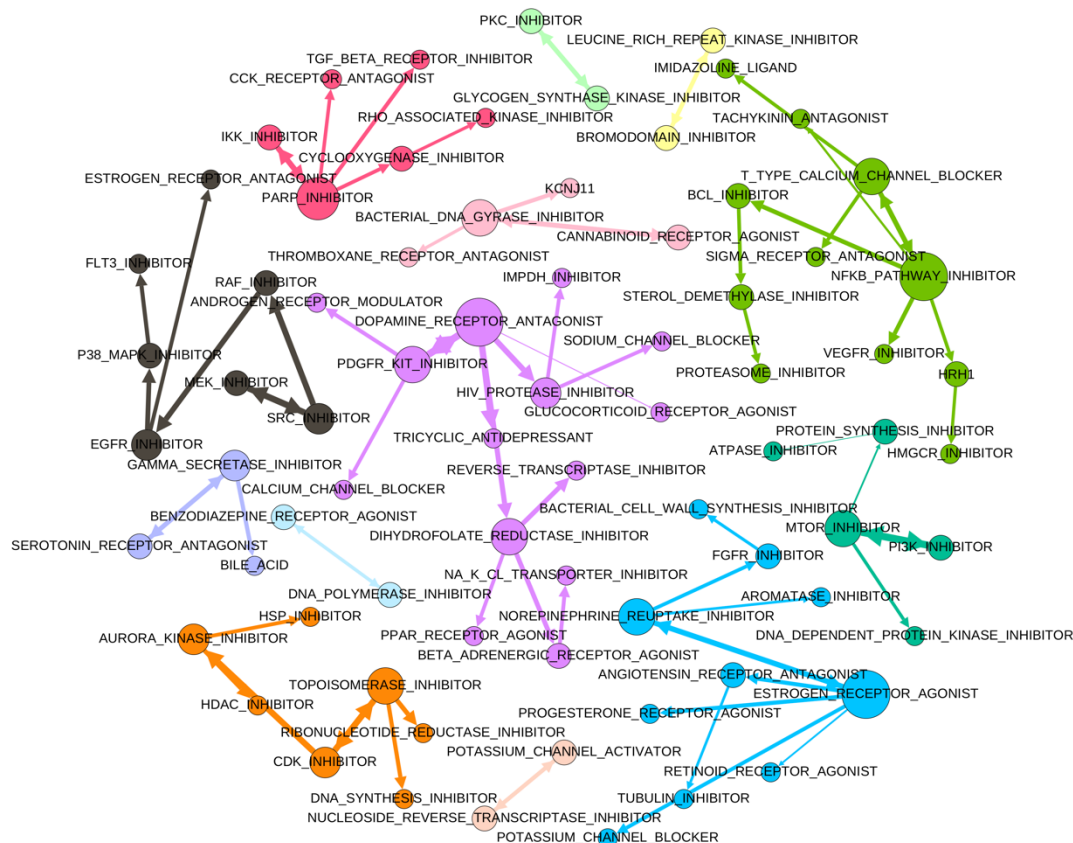 PKC_INHIBITOR
LEUCINE_RICH_REPEAT_KINASE_INHIBITOR
TGF_BETA_RECEPTOR_INHIBITOR
IMIDAZOLINE_LIGAND
CCK_RECEPTOR_ANTAGONIST
GLYCOGEN_SYNTHASE_KINASE_INHIBITOR
RHO_ASSOCIATED_KINASE_INHIBITOR
TACHYKININ_ANTAGONIST
IKK_INHIBITOR
BROMODOMAIN_INHIBITOR
CYCLOOXYGENASE_INHIBITOR
ESTROGEN_RECEPTOR_ANTAGONIST
T_TYPE_CALCIUM_CHANNEL_BLOCKER
KCNJ11
PARP_INHIBITOR
BCL_INHIBITOR
BACTERIAL_DNA_GYRASE_INHIBITOR
CANNABINOID_RECEPTOR_AGONIST
THROMBOXANE_RECEPTOR_ANTAGONIST
SIGMA_RECEPTOR_ANTAGONIST
FLT3_INHIBITOR
NFKB_PATHWAY_INHIBITOR
IMPDH_INHIBITOR
RAF_INHIBITOR
STEROL_DEMETHYLASE_INHIBITOR
ANDROGEN_RECEPTOR_MODULATOR
DOPAMINE_RECEPTOR_ANTAGONIST
SODIUM_CHANNEL_BLOCKER
P38_MAPK_INHIBITOR
VEGFR_INHIBITOR
PDGFR_KIT_INHIBITOR
PROTEASOME_INHIBITOR
HRH1
MEK_INHIBITOR
HIV_PROTEASE_INHIBITOR
GLUCOCORTICOID_RECEPTOR_AGONIST
SRC_INHIBITOR
PROTEIN_SYNTHESIS_INHIBITOR
TRICYCLIC_ANTIDEPRESSANT
EGFR_INHIBITOR
ATPASE_INHIBITOR
HMGCR_INHIBITOR
GAMMA_SECRETASE_INHIBITOR
REVERSE_TRANSCRIPTASE_INHIBITOR
CALCIUM_CHANNEL_BLOCKER
BACTERIAL_CELL_WALL_SYNTHESIS_INHIBITOR
BENZODIAZEPINE_RECEPTOR_AGONIST
MTOR_INHIBITOR
DIHYDROFOLATE_REDUCTASE_INHIBITOR
SEROTONIN_RECEPTOR_ANTAGONIST
PI3K_INHIBITOR
FGFR_INHIBITOR
BILE_ACID
NA_K_CL_TRANSPORTER_INHIBITOR
DNA_POLYMERASE_INHIBITOR
AROMATASE_INHIBITOR
HSP_INHIBITOR
NOREPINEPHRINE_REUPTAKE_INHIBITOR
AURORA_KINASE_INHIBITOR
PPAR_RECEPTOR_AGONIST
DNA_DEPENDENT_PROTEIN_KINASE_INHIBITOR
BETA_ADRENERGIC_RECEPTOR_AGONIST
ANGIOTENSIN_RECEPTOR_ANTAGONIST
TOPOISOMERASE_INHIBITOR
ESTROGEN_RECEPTOR_AGONIST
HDAC_INHIBITOR
PROGESTERONE_RECEPTOR_AGONIST
RIBONUCLEOTIDE_REDUCTASE_INHIBITOR
POTASSIUM_CHANNEL_ACTIVATOR
CDK_INHIBITOR
RETINOID_RECEPTOR_AGONIST
DNA_SYNTHESIS_INHIBITOR
TUBULIN_INHIBITOR
NUCLEOSIDE_REVERSE_TRANSCRIPTASE_INHIBITOR
POTASSIUM_CHANNEL_BLOCKER